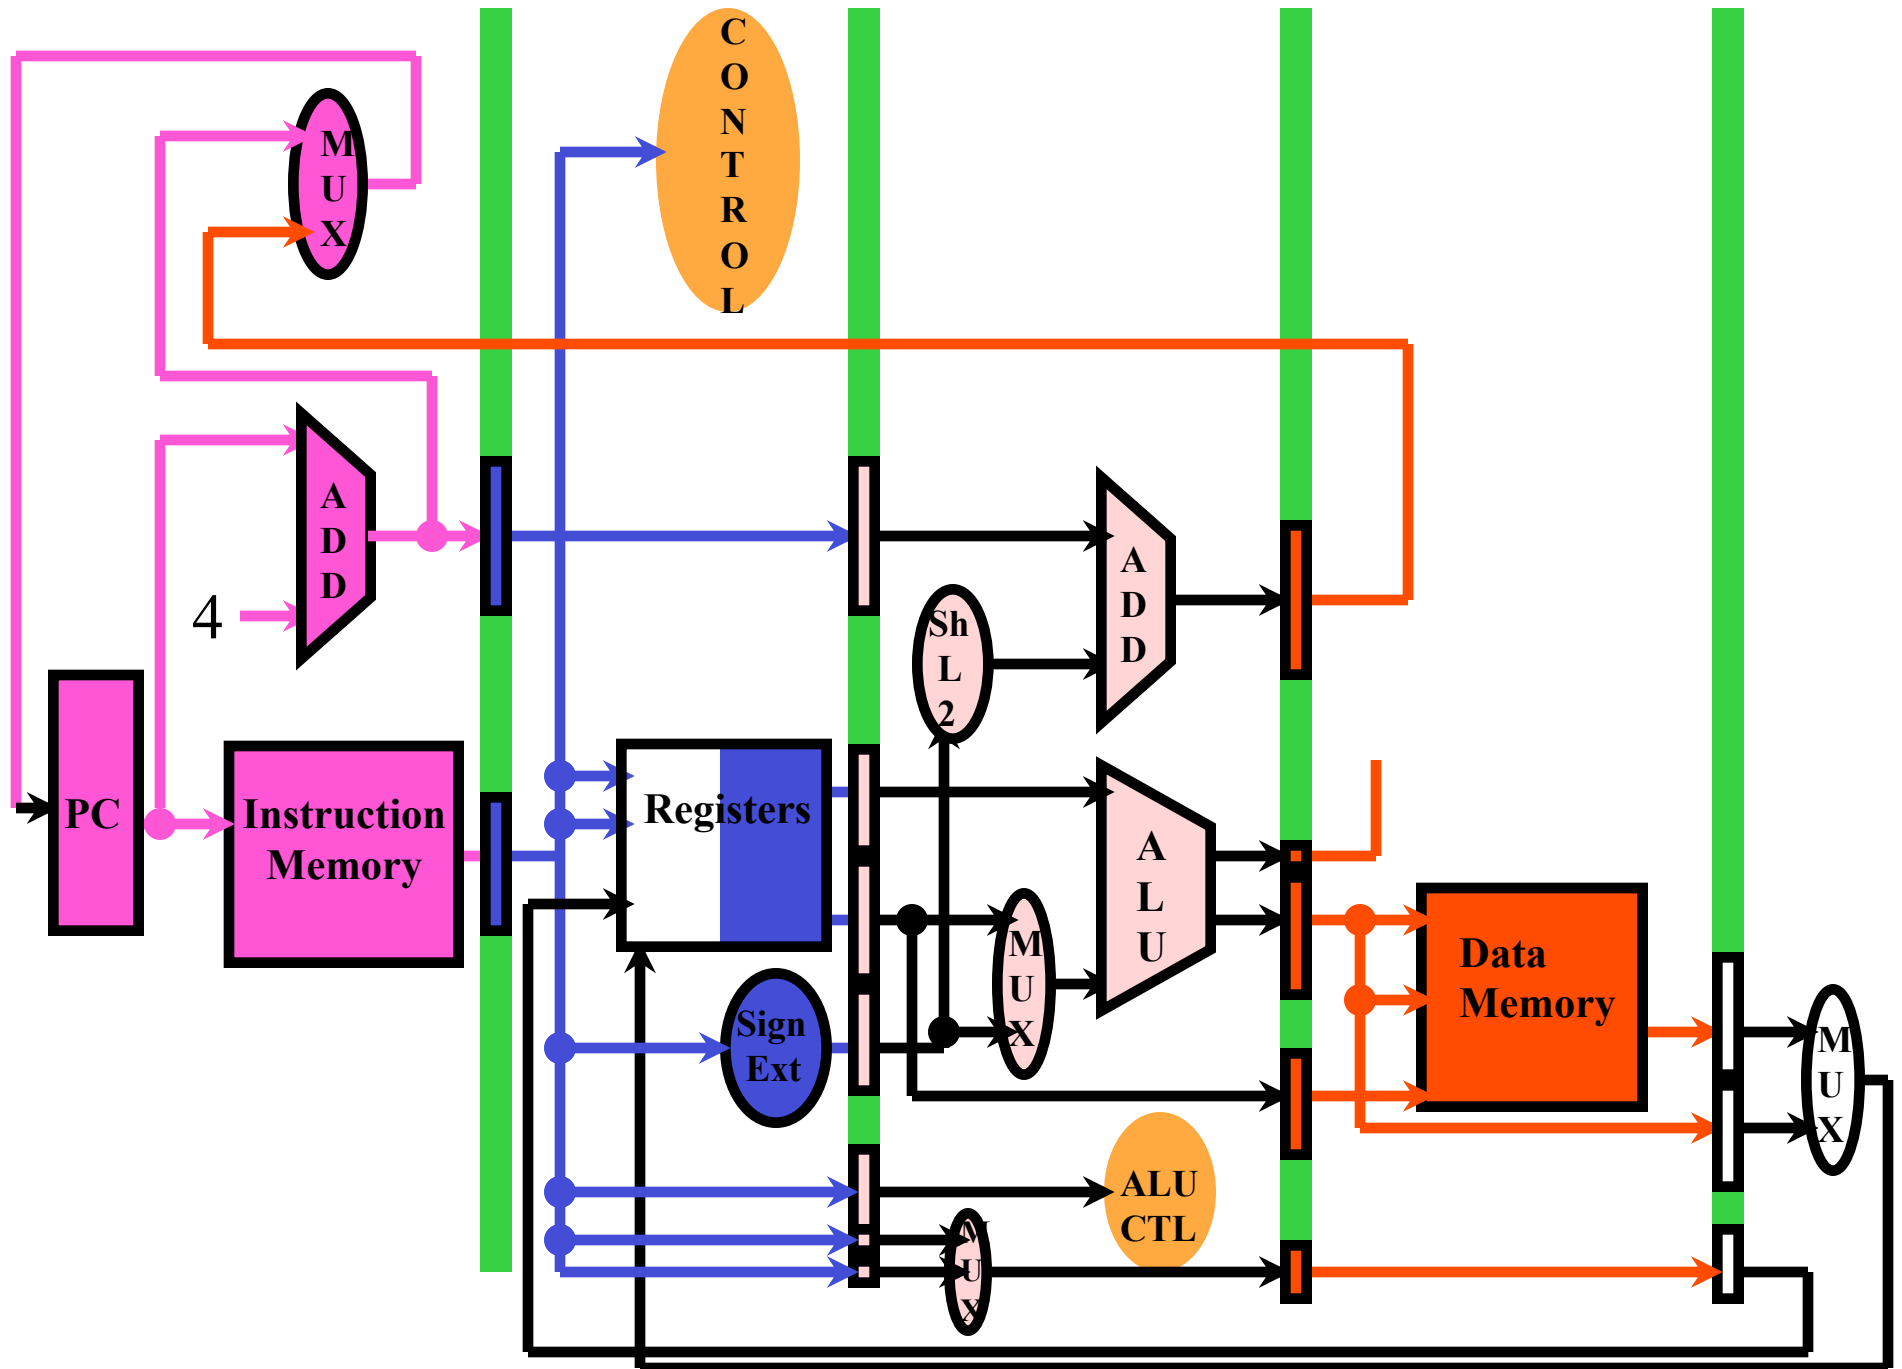 C
O
N
T
R
O
L
M
U
X
A
D
D
4
A
D
D
Sh
L
2
PC
Instruction
Memory
Registers
A
L
U
M
U
X
Data
Memory
Sign
Ext
M
U
X
ALU
CTL
M
U
X